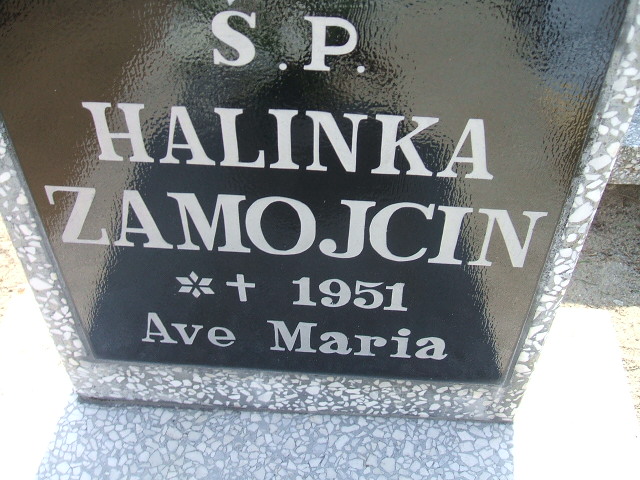 Ś.P.
HALINKA
ZAMOJCIN
*+ 1951
Ave Maria